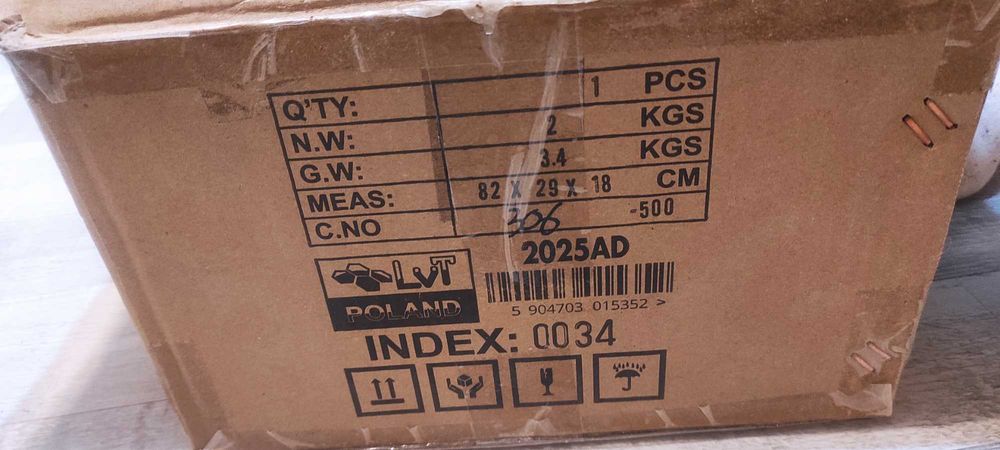 Q'TY: 1 PCS
N.W: 2 KGS
G.W: 3.4 KGS
MEAS: 82 X 29 X 18 CM
C.NO 306 -500
2025AD
LvT
POLAND
5 904703 015352 >
INDEX: 0034